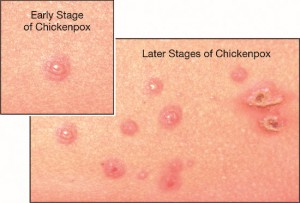 Early Stage
of Chickenpox
Later Stages of Chickenpox